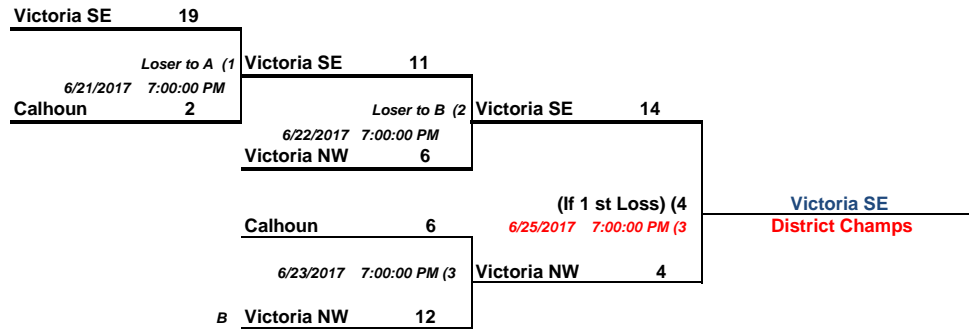 Victoria SE 19
Loser to A (1
Victoria SE 11
6/21/2017 7:00:00 PM
Calhoun 2
Loser to B (2
Victoria SE 14
6/22/2017 7:00:00 PM
Victoria NW 6
(If 1 st Loss) (4
Victoria SE
Calhoun 6
6/25/2017 7:00:00 PM (3
District Champs
6/23/2017 7:00:00 PM (3
Victoria NW 4
B Victoria NW 12